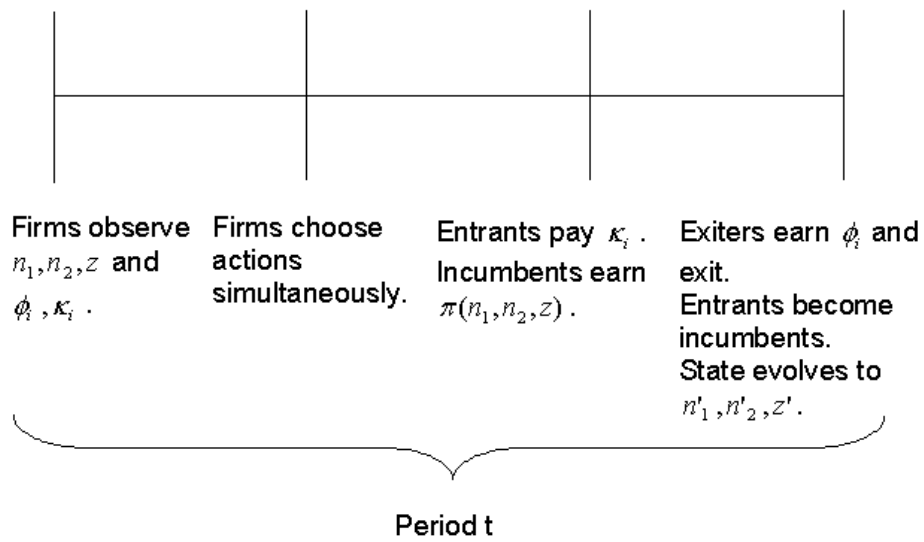 Firms observe
n₁,n₂,z and
ϕᵢ ,κᵢ .
Firms choose
actions
simultaneously.
Entrants pay κᵢ .
Incumbents earn
π(n₁,n₂,z) .
Exiters earn ϕᵢ and
exit.
Entrants become
incumbents.
State evolves to
n'₁,n'₂,z'.
Period t